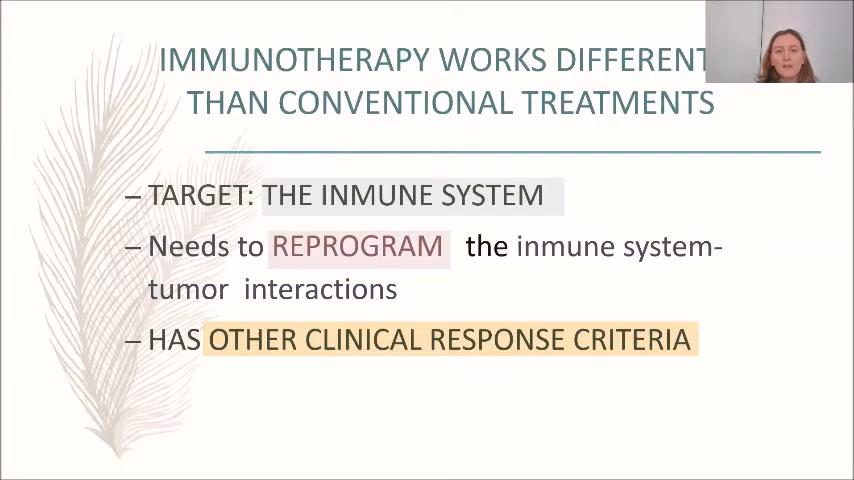 IMMUNOTHERAPY WORKS DIFFERENT
THAN CONVENTIONAL TREATMENTS
– TARGET: THE INMUNE SYSTEM
– Needs to REPROGRAM the inmune system-
tumor interactions
– HAS OTHER CLINICAL RESPONSE CRITERIA